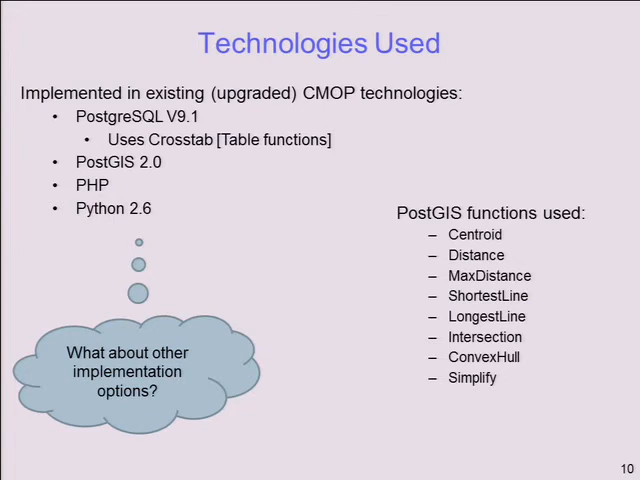 Technologies Used
Implemented in existing (upgraded) CMOP technologies:
• PostgreSQL V9.1
• Uses Crosstab [Table functions]
• PostGIS 2.0
• PHP
• Python 2.6
What about other
implementation
options?
PostGIS functions used:
– Centroid
– Distance
– MaxDistance
– ShortestLine
– LongestLine
– Intersection
– ConvexHull
– Simplify
10